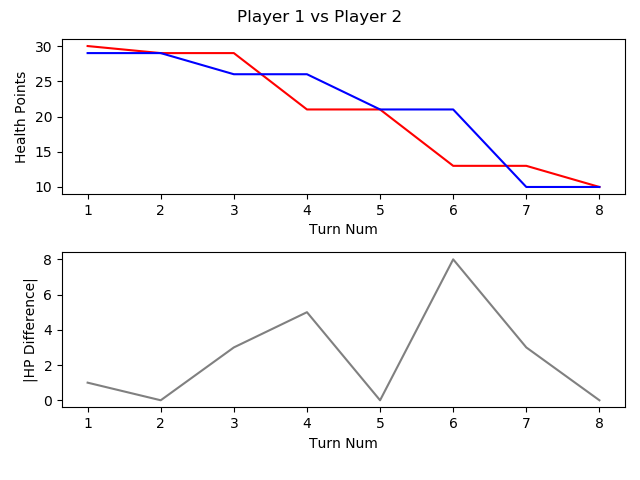 Player 1 vs Player 2
30
25
20
15
10
Health Points
1 2 3 4 5 6 7 8
Turn Num
8
6
4
2
0
|HP Difference|
1 2 3 4 5 6 7 8
Turn Num